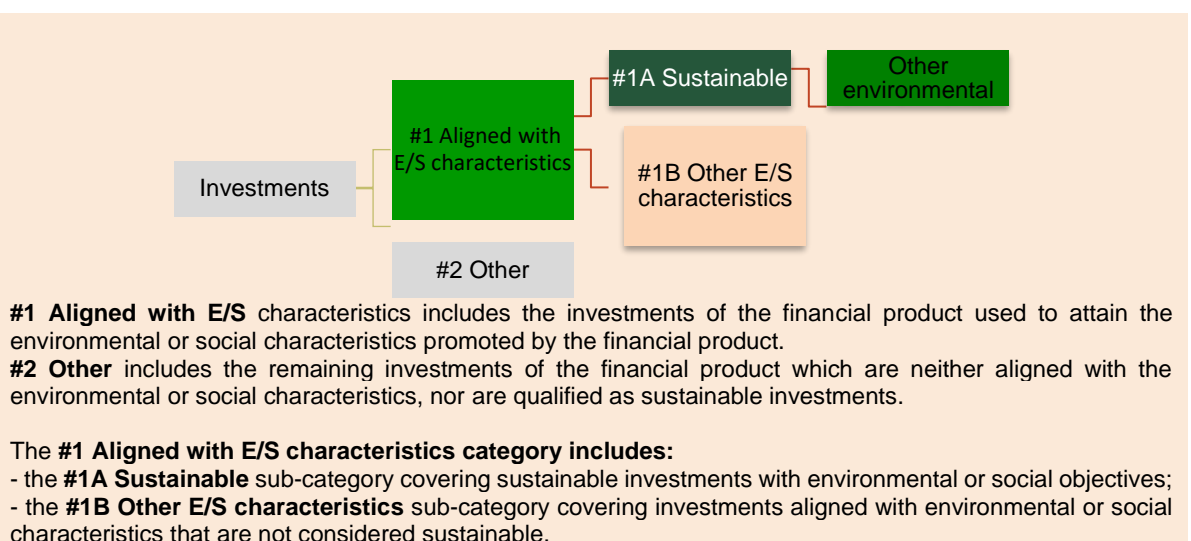 #1A Sustainable
Other
environmental
#1 Aligned with
E/S characteristics
#1B Other E/S
characteristics
Investments
#2 Other
#1 Aligned with E/S characteristics includes the investments of the financial product used to attain the
environmental or social characteristics promoted by the financial product.
#2 Other includes the remaining investments of the financial product which are neither aligned with the
environmental or social characteristics, nor are qualified as sustainable investments.
The #1 Aligned with E/S characteristics category includes:
- the #1A Sustainable sub-category covering sustainable investments with environmental or social objectives;
- the #1B Other E/S characteristics sub-category covering investments aligned with environmental or social
characteristics that are not considered sustainable.